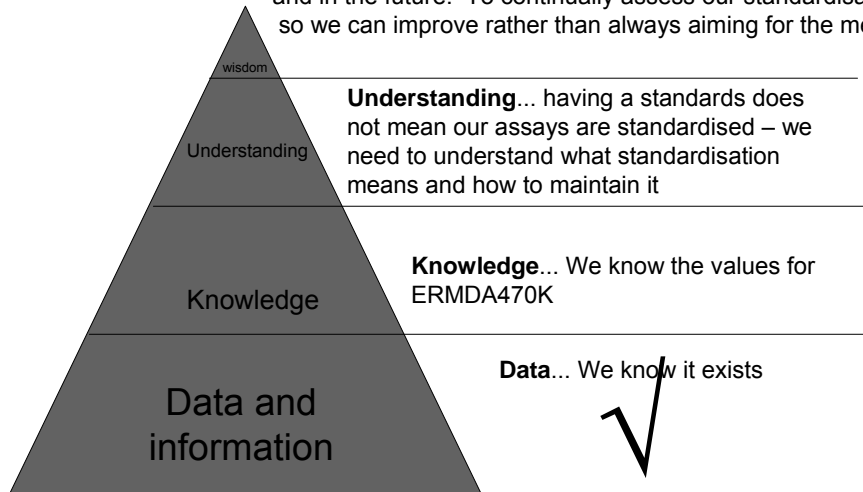 and in the future. To continually assess our standardisa
so we can improve rather than always aiming for the me
wisdom
Understanding... having a standards does
not mean our assays are standardised – we
need to understand what standardisation
means and how to maintain it
Understanding
Knowledge... We know the values for
ERMDA470K
Knowledge
Data... We know it exists
Data and
information
√